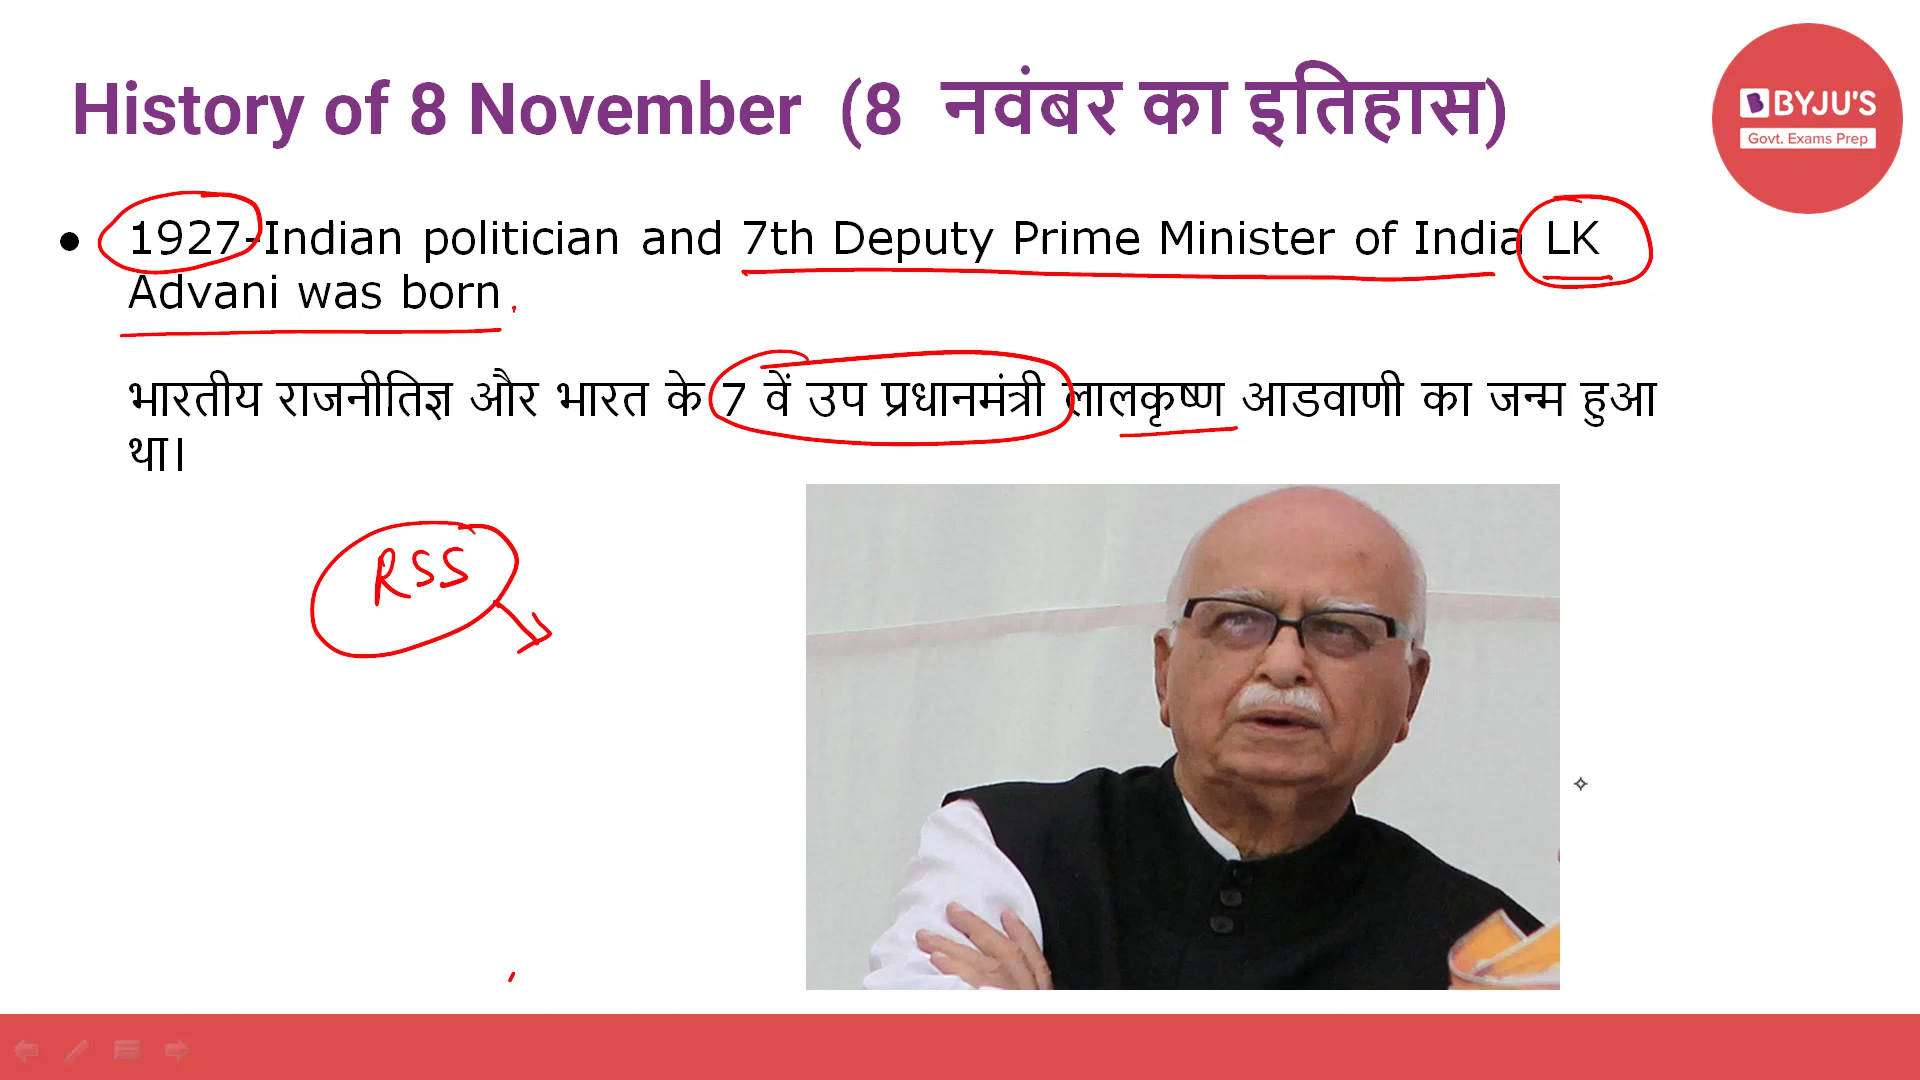 History of 8 November (8 नवंबर का इतिहास)
BYJU'S
Govt. Exams Prep
● 1927-Indian politician and 7th Deputy Prime Minister of India LK
Advani was born
भारतीय राजनीतिज्ञ और भारत के 7 वें उप प्रधानमंत्री लालकृष्ण आडवाणी का जन्म हुआ
था।
RSS